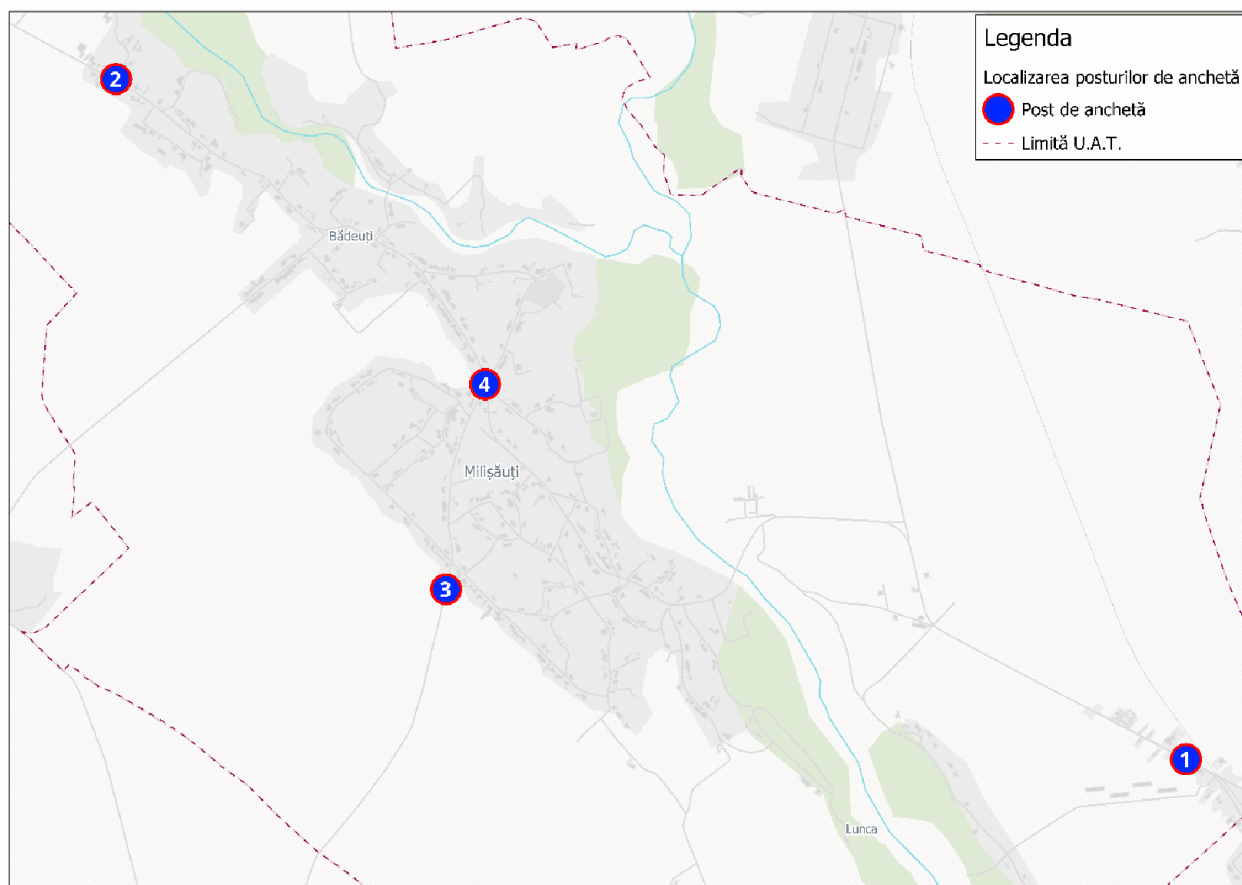 Legenda
Localizarea posturilor de anchetă
Post de anchetă
Limită U.A.T.
2
Bădeuți
4
Milișăuți
3
1
Lunca